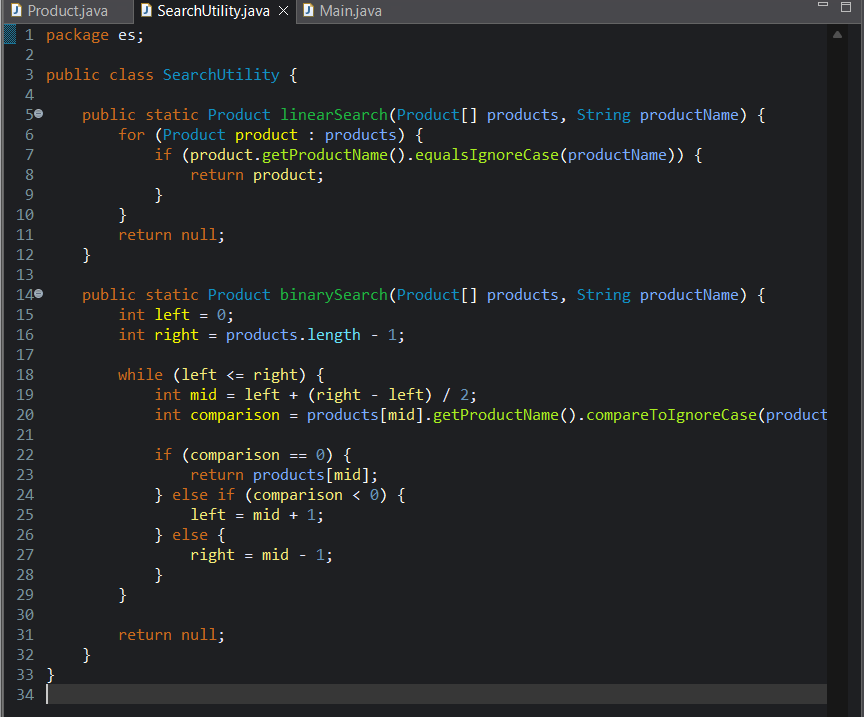 Product.java SearchUtility.java Main.java
1 package es;
2
3 public class SearchUtility {
4
5 public static Product linearSearch(Product[] products, String productName) {
6 for (Product product : products) {
7 if (product.getProductName().equalsIgnoreCase(productName)) {
8 return product;
9 }
10 }
11 return null;
12 }
13
14 public static Product binarySearch(Product[] products, String productName) {
15 int left = 0;
16 int right = products.length - 1;
17
18 while (left <= right) {
19 int mid = left + (right - left) / 2;
20 int comparison = products[mid].getProductName().compareToIgnoreCase(product
21
22 if (comparison == 0) {
23 return products[mid];
24 } else if (comparison < 0) {
25 left = mid + 1;
26 } else {
27 right = mid - 1;
28 }
29 }
30
31 return null;
32 }
33 }
34